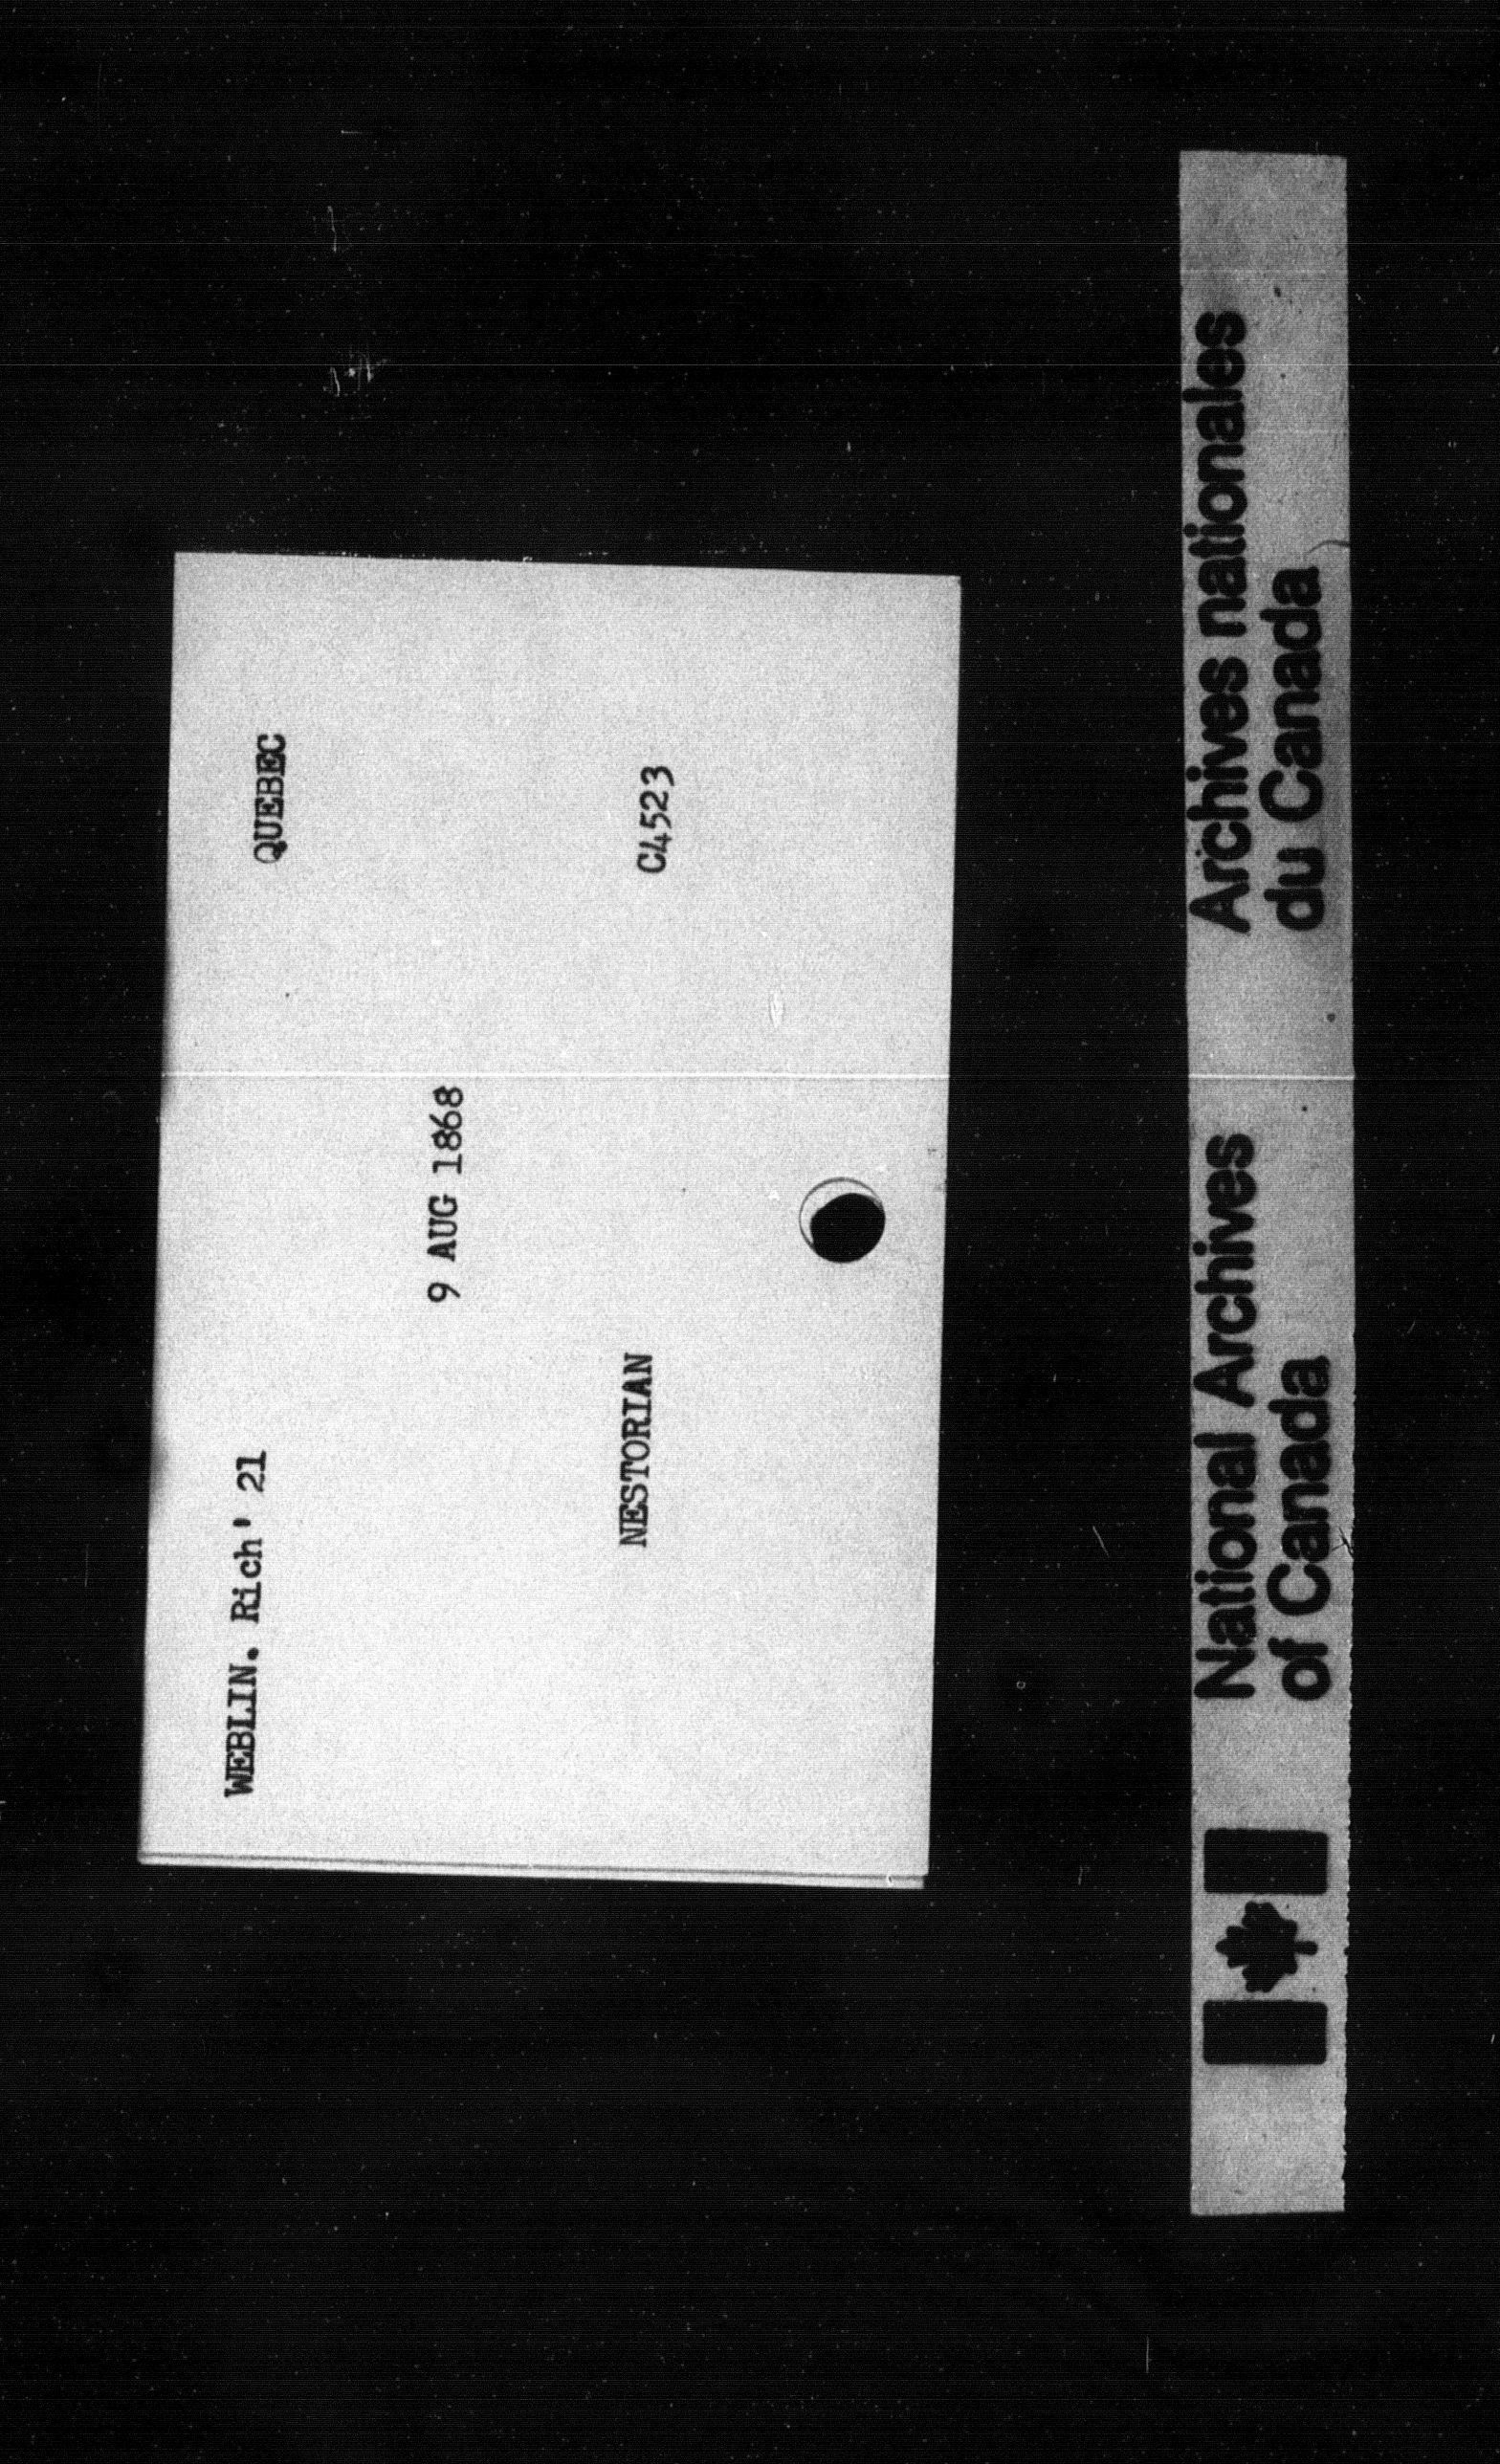 WEBLIN. Rich' 21 QUEBEC
9 AUG 1868
NESTORIAN C4523
National Archives
of Canada
Archives nationales
du Canada